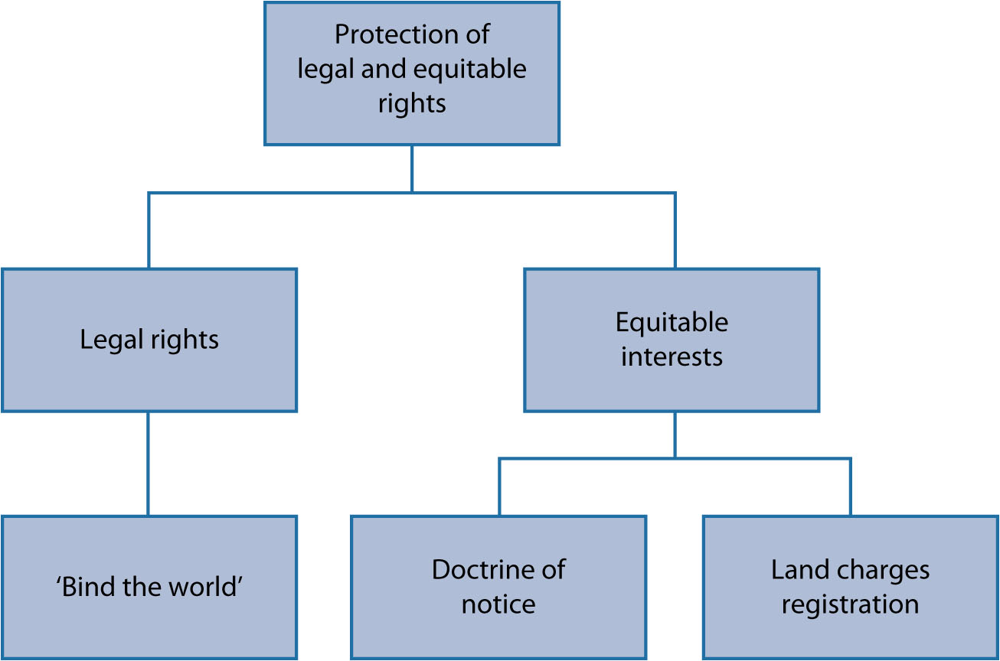 Protection of
legal and equitable
rights
Legal rights
Equitable
interests
‘Bind the world’
Doctrine of
notice
Land charges
registration